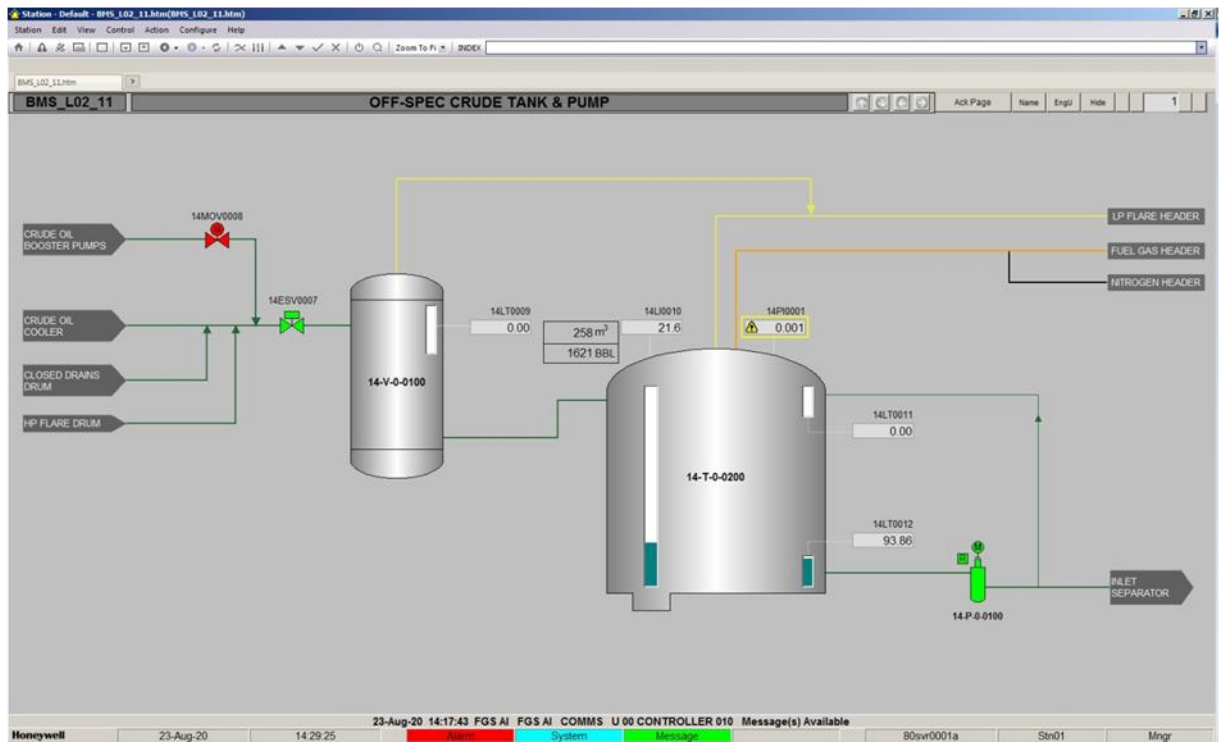 Station - Default - BMS_L02_11.htm(BMS_L02_11.htm)
Station Edit View Control Action Configure Help
Zoom To Fi INDEX
BMS_L02_11.htm
BMS_L02_11 OFF-SPEC CRUDE TANK & PUMP Ack Page Name EngU Hide 1
14MOV0008
M
CRUDE OIL
BOOSTER PUMPS
LP FLARE HEADER
FUEL GAS HEADER
NITROGEN HEADER
14ESV0007
CRUDE OIL
COOLER
14LT0009
0.00
258 m³
1621 BBL
14LI0010
21.6
14PI0001
0.001
CLOSED DRAINS
DRUM
14-V-0-0100
HP FLARE DRUM
14LT0011
0.00
14-T-0-0200
14LT0012
93.86
M
R
14-P-0-0100
INLET
SEPARATOR
23-Aug-20 14:17:43 FGS AI FGS AI COMMS U 00 CONTROLLER 010 Message(s) Available
Honeywell 23-Aug-20 14:29:25 Alarm System Message 80svr0001a Stn01 Mngr